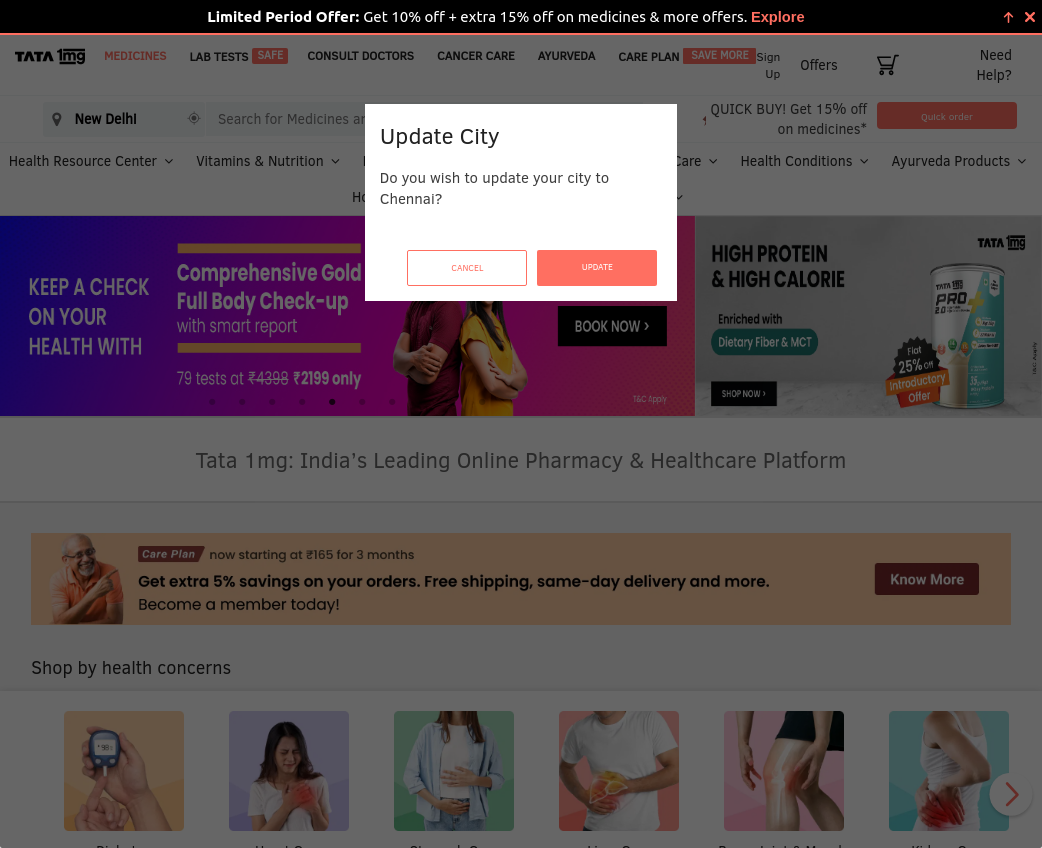 Limited Period Offer: Get 10% off + extra 15% off on medicines & more offers. Explore
TATA 1mg
MEDICINES
LAB TESTS SAFE
CONSULT DOCTORS
CANCER CARE
AYURVEDA
CARE PLAN SAVE MORE
Sign
Up
Offers
Need
Help?
New Delhi
Search for Medicines
QUICK BUY! Get 15% off
on medicines*
Quick order
Health Resource Center
Vitamins & Nutrition
Care
Health Conditions
Ayurveda Products
Update City
Do you wish to update your city to
Chennai?
CANCEL
UPDATE
KEEP A CHECK
ON YOUR
HEALTH WITH
Comprehensive Gold
Full Body Check-up
with smart report
79 tests at ₹4398 ₹2199 only
BOOK NOW ›
T&C Apply
TATA 1mg
HIGH PROTEIN
& HIGH CALORIE
Enriched with
Dietary Fiber & MCT
SHOP NOW ›
Flat
25% Off
Introductory
Offer
TATA 1mg
PRO
2.0
T&C Apply
Tata 1mg: India’s Leading Online Pharmacy & Healthcare Platform
Care Plan now starting at ₹165 for 3 months
Get extra 5% savings on your orders. Free shipping, same-day delivery and more.
Become a member today!
Know More
Shop by health concerns